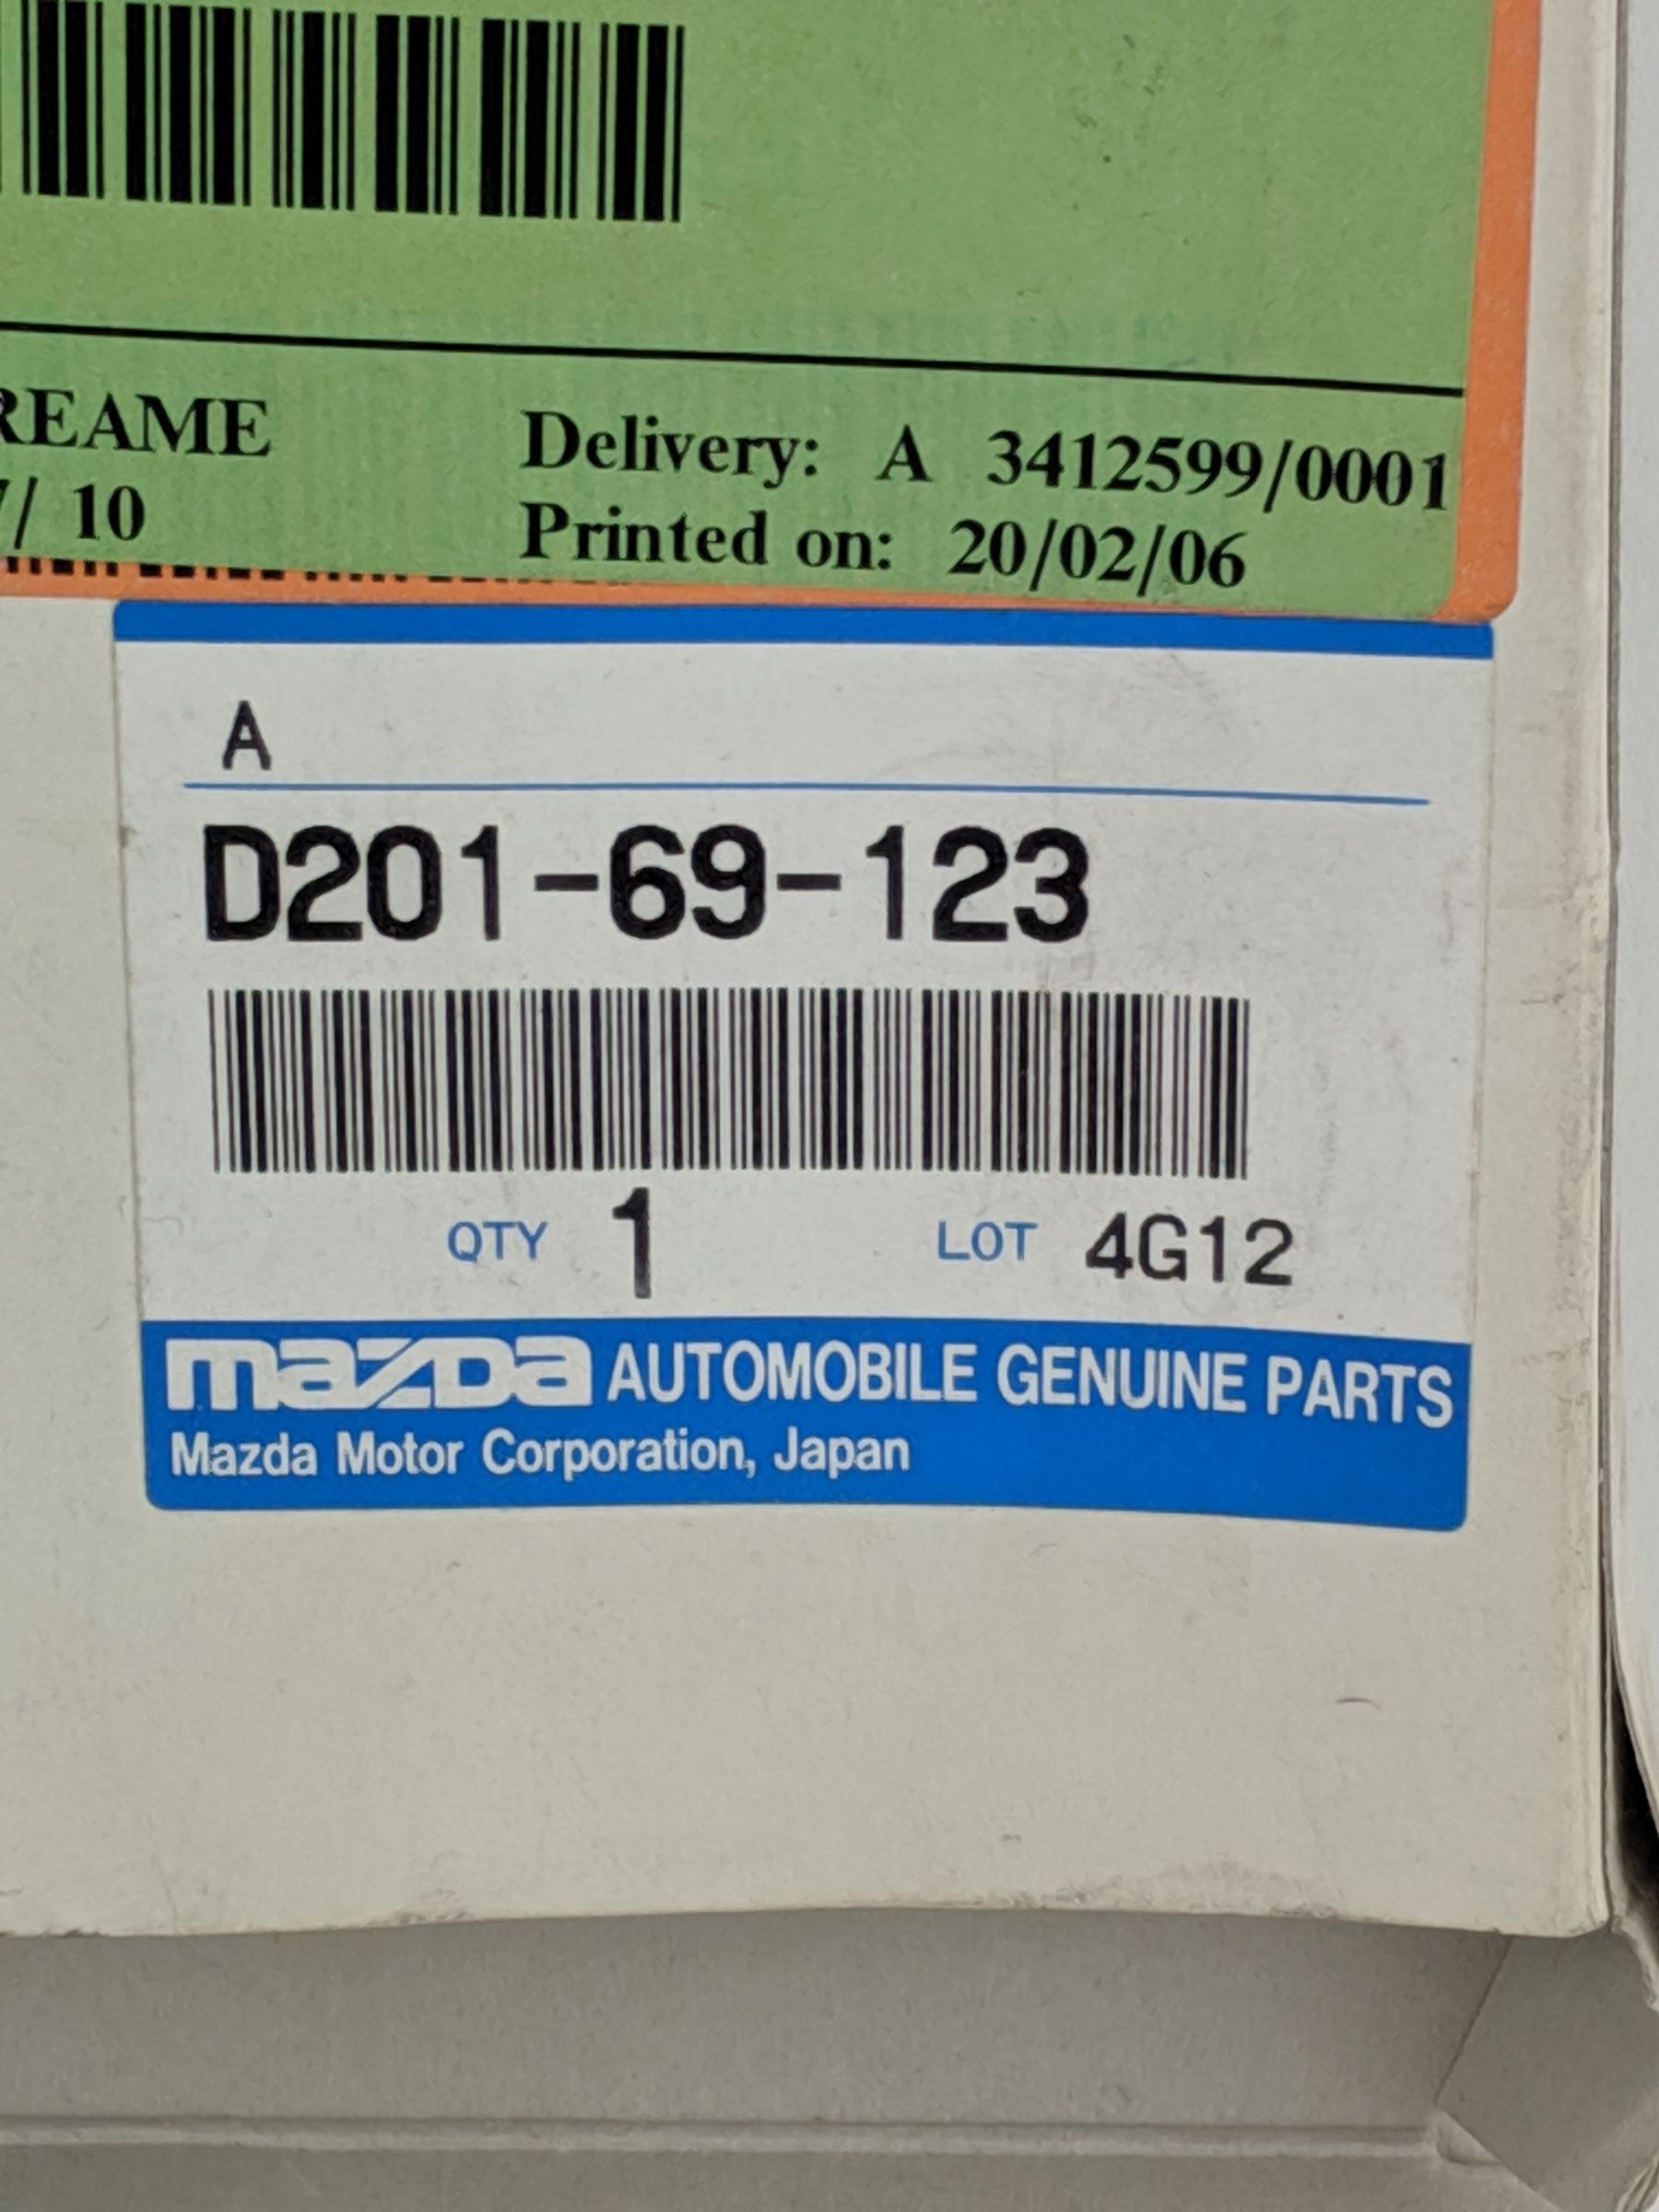 Delivery: A 3412599/0001
/ 10
Printed on: 20/02/06
A
D201-69-123
QTY 1 LOT 4G12
mazda AUTOMOBILE GENUINE PARTS
Mazda Motor Corporation, Japan